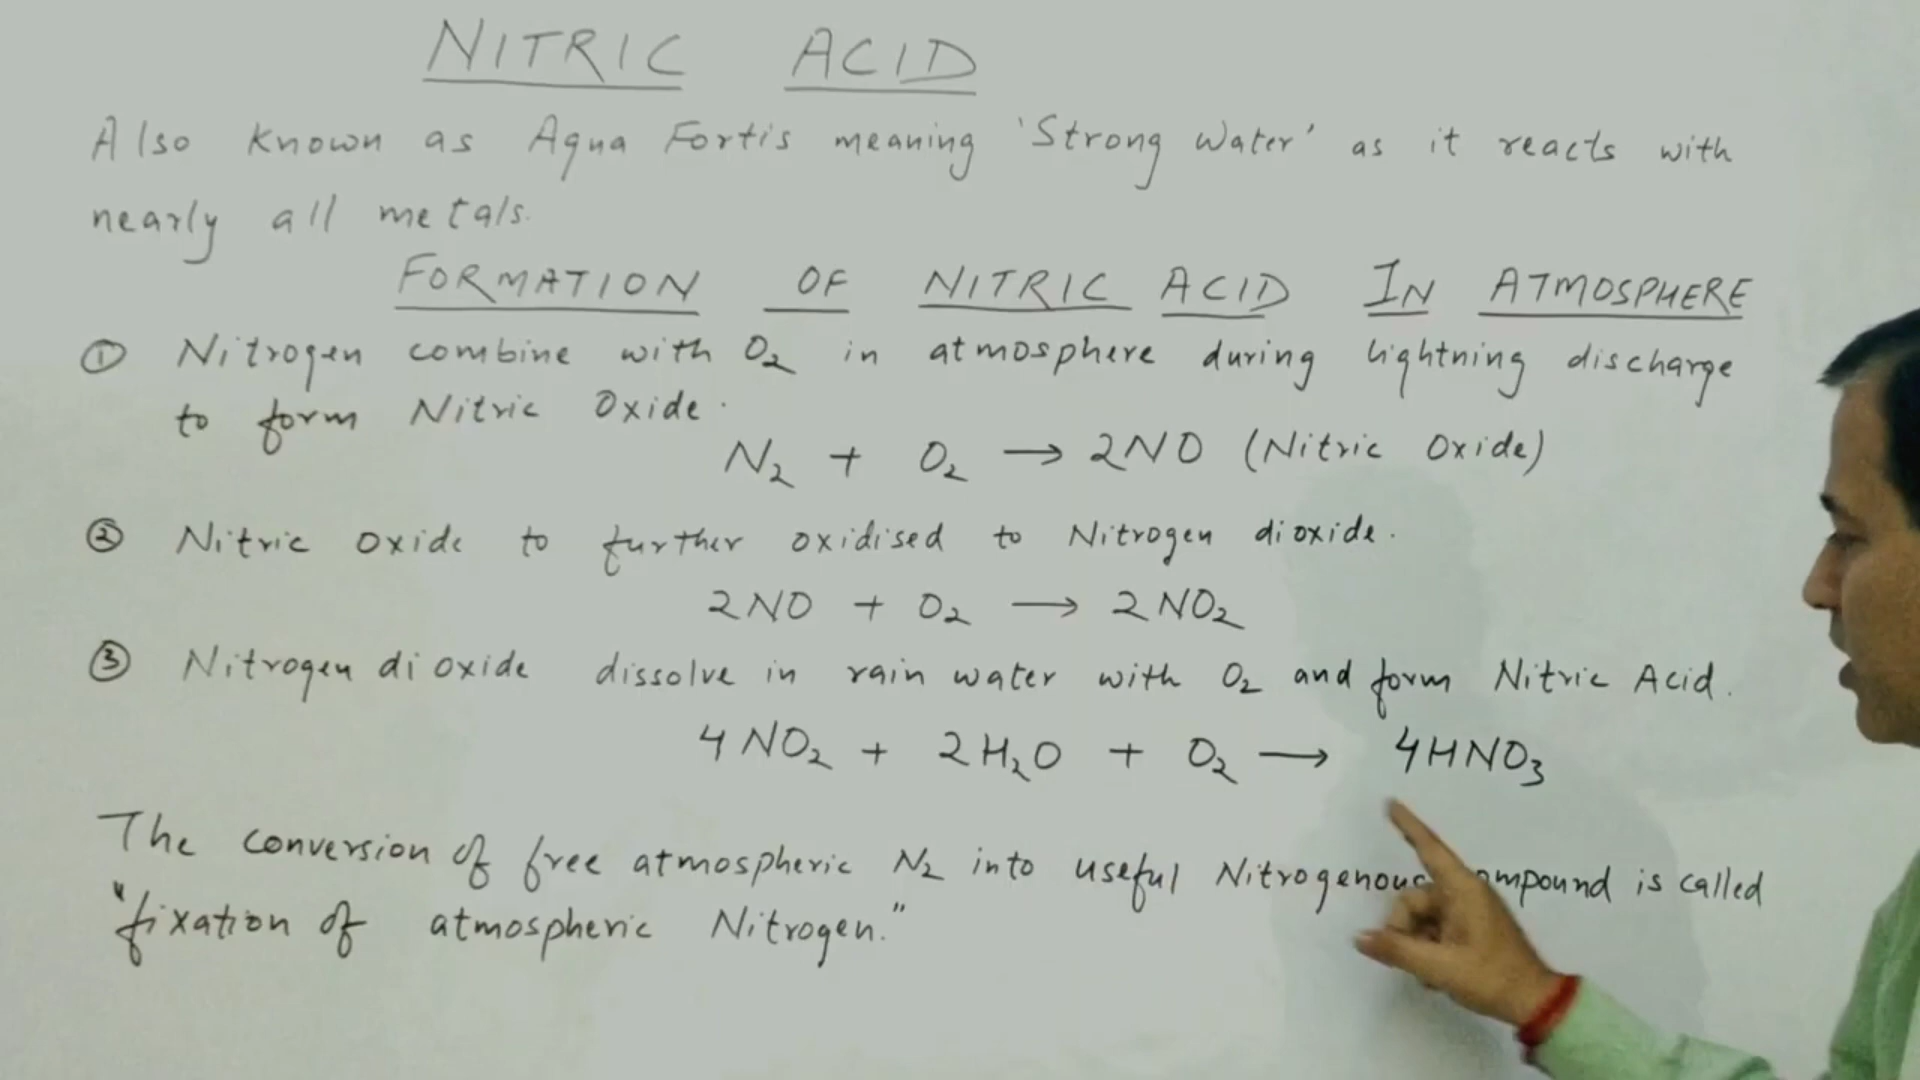 NITRIC ACID
Also known as Aqua Fortis meaning 'Strong Water' as it reacts with
nearly all metals.
FORMATION OF NITRIC ACID IN ATMOSPHERE
① Nitrogen combine with O₂ in atmosphere during lightning discharge
to form Nitric Oxide.
N₂ + O₂ → 2NO (Nitric Oxide)
② Nitric oxide to further oxidised to Nitrogen dioxide.
2NO + O₂ → 2NO₂
③ Nitrogen dioxide dissolve in rain water with O₂ and form Nitric Acid.
4NO₂ + 2H₂O + O₂ → 4HNO₃
The conversion of free atmospheric N₂ into useful Nitrogenous compound is called
"fixation of atmospheric Nitrogen."